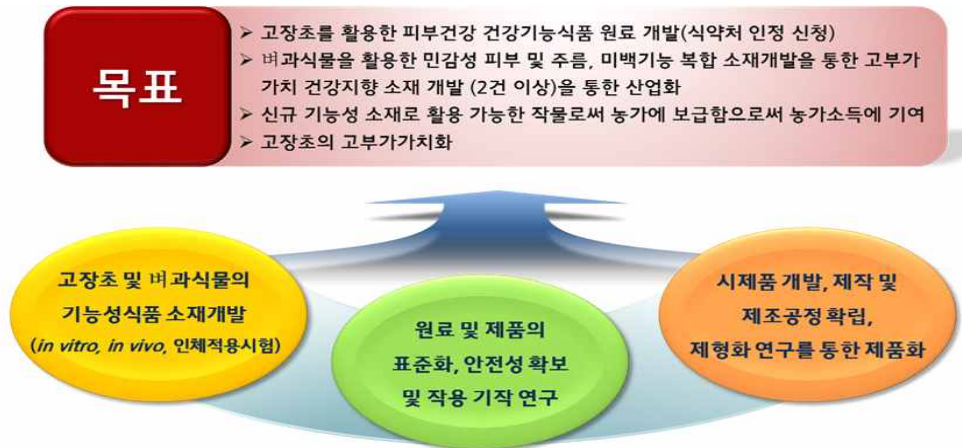 목표
➢ 고장초를 활용한 피부건강 건강기능식품 원료 개발(식약처 인정 신청)
➢ 벼과식물을 활용한 민감성 피부 및 주름, 미백기능 복합 소재개발을 통한 고부가
가치 건강지향 소재 개발 (2건 이상)을 통한 산업화
➢ 신규 기능성 소재로 활용 가능한 작물로써 농가에 보급함으로써 농가소득에 기여
➢ 고장초의 고부가가치화
고장초 및 벼과식물의
기능성식품 소재개발
(in vitro, in vivo, 인체적용시험)
원료 및 제품의
표준화, 안전성 확보
및 작용 기작 연구
시제품 개발, 제작 및
제조공정 확립,
제형화 연구를 통한 제품화